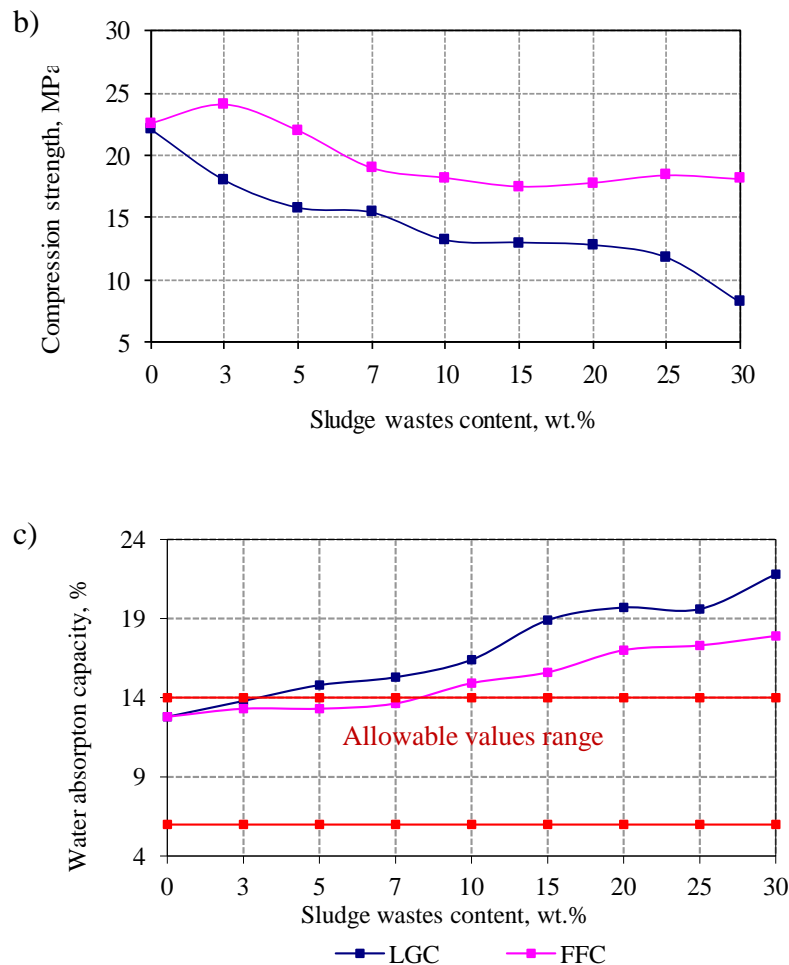 b)
30
25
20
15
10
5
Compression strength, MPa
0 3 5 7 10 15 20 25 30
Sludge wastes content, wt.%
c)
24
19
14
9
4
Water absorpton capacity, %
Allowable values range
0 3 5 7 10 15 20 25 30
Sludge wastes content, wt.%
LGC FFC